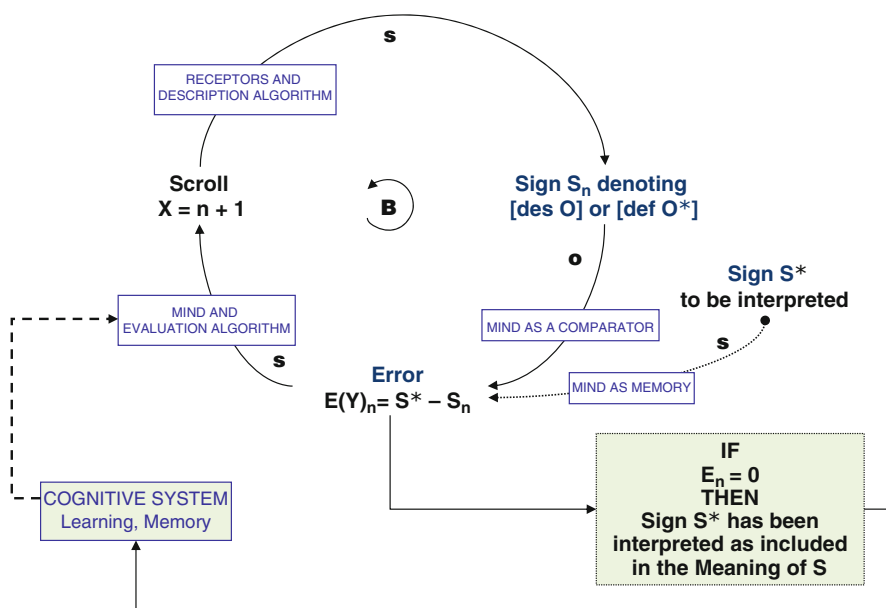 s
RECEPTORS AND
DESCRIPTION ALGORITHM
Scroll
X = n + 1
B
Sign Sₙ denoting
[des O] or [def O*]
o
Sign S*
to be interpreted
MIND AND
EVALUATION ALGORITHM
MIND AS A COMPARATOR
s
s
Error
E(Y)ₙ= S* – Sₙ
MIND AS MEMORY
IF
Eₙ = 0
THEN
Sign S* has been
interpreted as included
in the Meaning of S
COGNITIVE SYSTEM
Learning, Memory